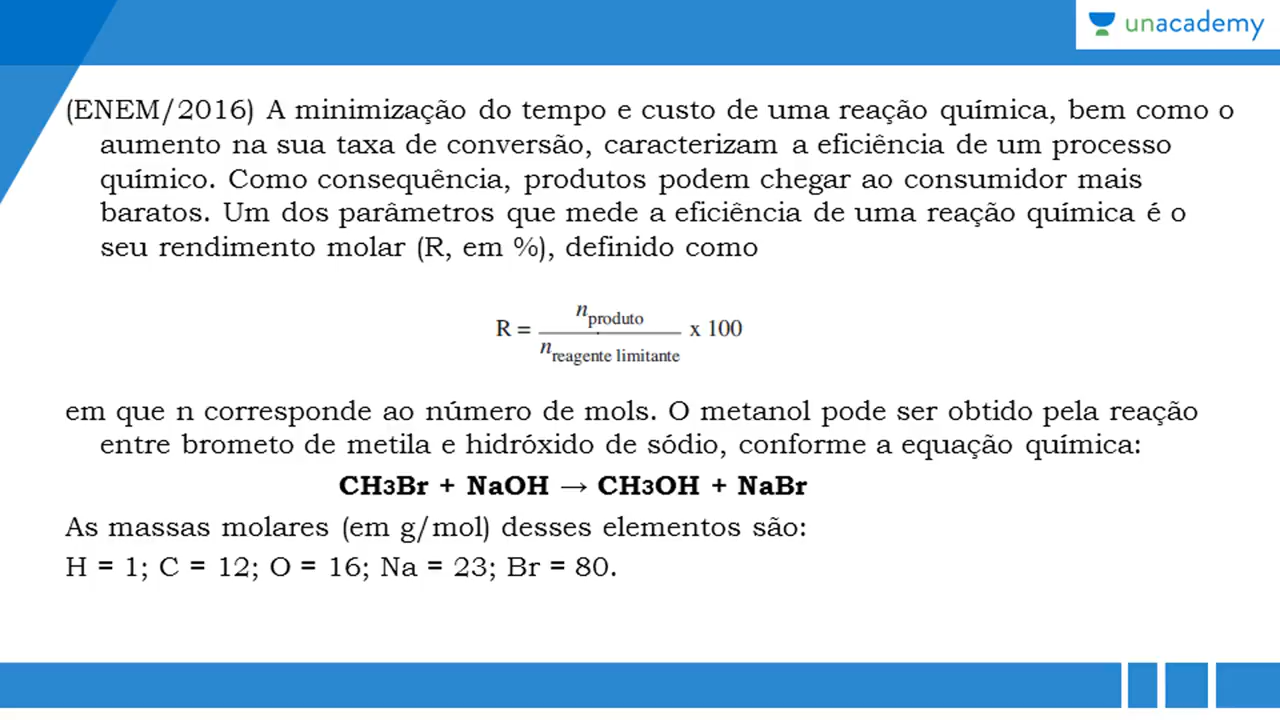 unacademy
(ENEM/2016) A minimização do tempo e custo de uma reação química, bem como o
aumento na sua taxa de conversão, caracterizam a eficiência de um processo
químico. Como consequência, produtos podem chegar ao consumidor mais
baratos. Um dos parâmetros que mede a eficiência de uma reação química é o
seu rendimento molar (R, em %), definido como
R = n produto / n reagente limitante x 100
em que n corresponde ao número de mols. O metanol pode ser obtido pela reação
entre brometo de metila e hidróxido de sódio, conforme a equação química:
CH3Br + NaOH → CH3OH + NaBr
As massas molares (em g/mol) desses elementos são:
H = 1; C = 12; O = 16; Na = 23; Br = 80.